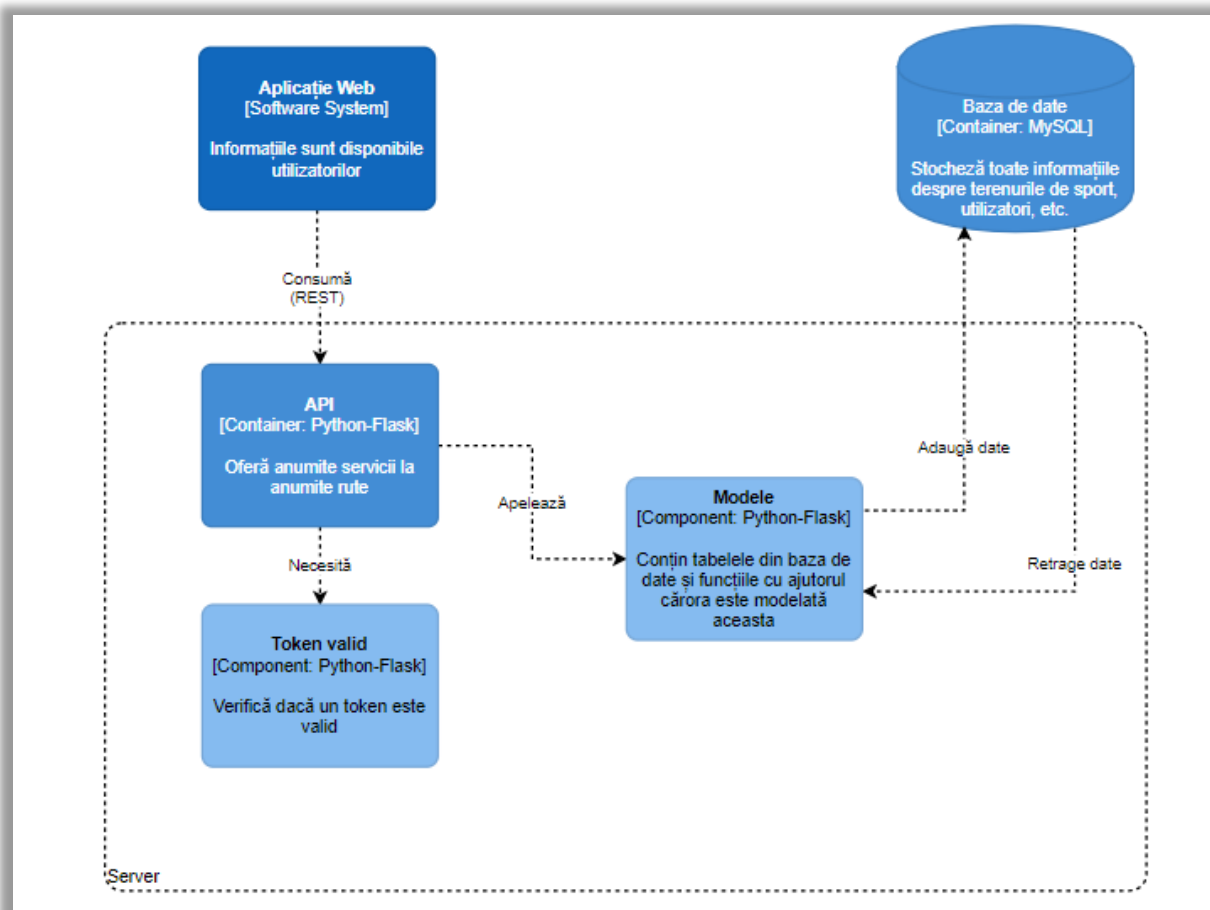 Aplicație Web
[Software System]
Informațiile sunt disponibile
utilizatorilor
Baza de date
[Container: MySQL]
Stochează toate informațiile
despre terenurile de sport,
utilizatori, etc.
Consumă
(REST)
API
[Container: Python-Flask]
Oferă anumite servicii la
anumite rute
Apelează
Adaugă date
Modele
[Component: Python-Flask]
Conțin tabelele din baza de
date și funcțiile cu ajutorul
cărora este modelată
aceasta
Retrage date
Necesită
Token valid
[Component: Python-Flask]
Verifică dacă un token este
valid
Server